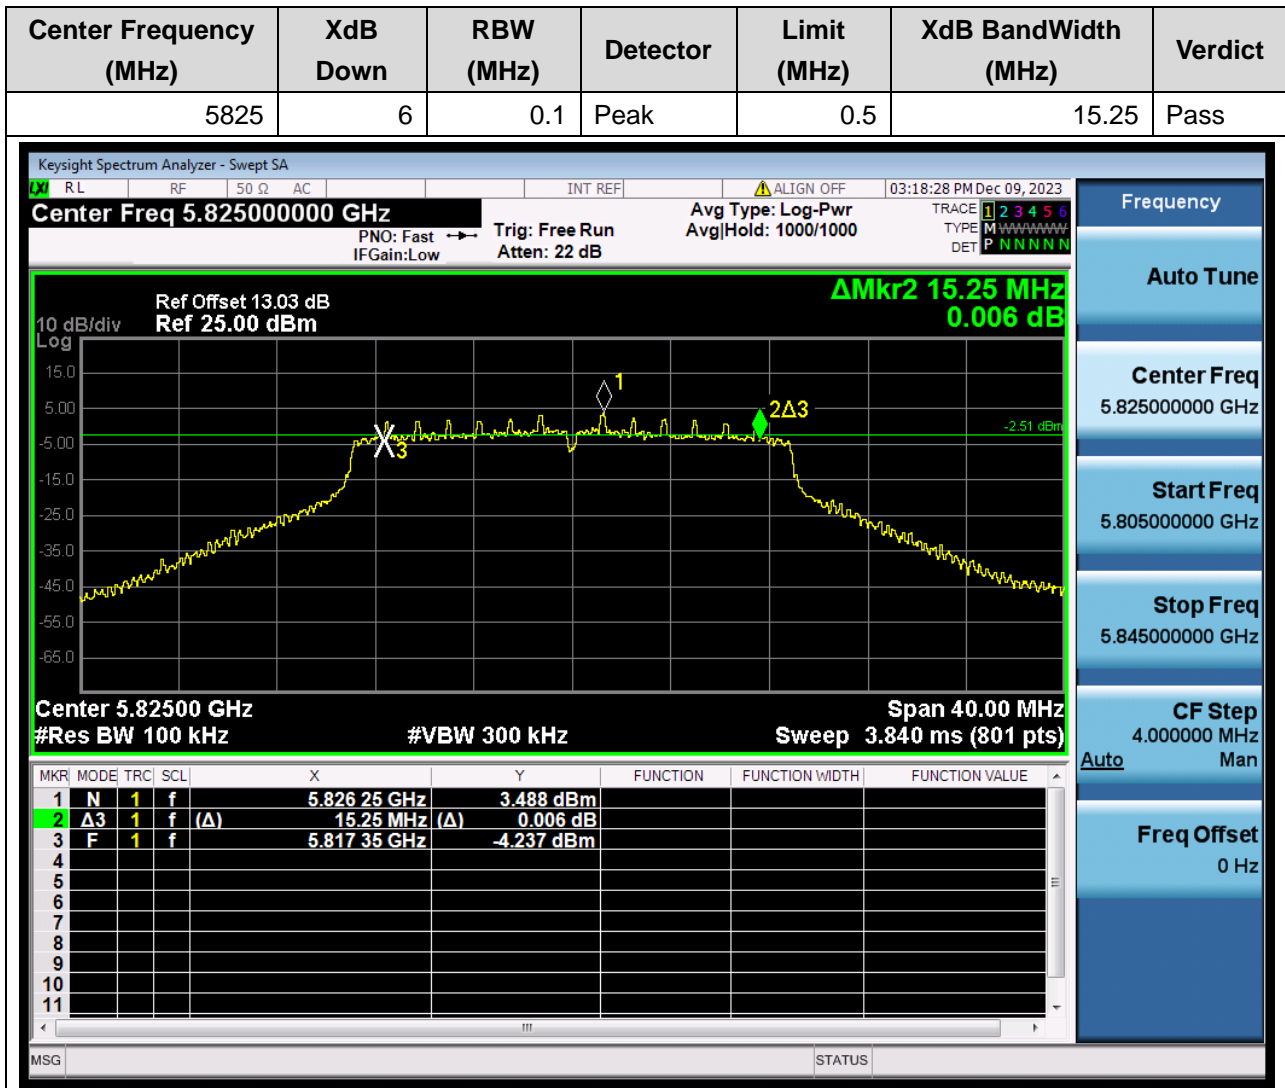 Center Frequency (MHz) XdB Down RBW (MHz) Detector Limit (MHz) XdB BandWidth (MHz) Verdict
5825 6 0.1 Peak 0.5 15.25 Pass
Keysight Spectrum Analyzer - Swept SA
LXI RL RF 50 Ω AC INT REF ALIGN OFF 03:18:28 PM Dec 09, 2023
Center Freq 5.825000000 GHz
PNO: Fast
IFGain:Low
Trig: Free Run
Atten: 22 dB
Avg Type: Log-Pwr
Avg|Hold: 1000/1000
TRACE 1 2 3 4 5 6
TYPE M W W W W W
DET P N N N N N
ΔMkr2 15.25 MHz
0.006 dB
Ref Offset 13.03 dB
10 dB/div Ref 25.00 dBm
Log
15.0
5.00
-5.00
-15.0
-25.0
-35.0
-45.0
-55.0
-65.0
1
2Δ3
3
-2.51 dBm
Center 5.82500 GHz Span 40.00 MHz
#Res BW 100 kHz #VBW 300 kHz Sweep 3.840 ms (801 pts)
MKR MODE TRC SCL X Y FUNCTION FUNCTION WIDTH FUNCTION VALUE
1 N 1 f 5.826 25 GHz 3.488 dBm
2 Δ3 1 f (Δ) 15.25 MHz (Δ) 0.006 dB
3 F 1 f 5.817 35 GHz -4.237 dBm
4
5
6
7
8
9
10
11
MSG STATUS
Frequency
Auto Tune
Center Freq
5.825000000 GHz
Start Freq
5.805000000 GHz
Stop Freq
5.845000000 GHz
CF Step
4.000000 MHz
Auto Man
Freq Offset
0 Hz